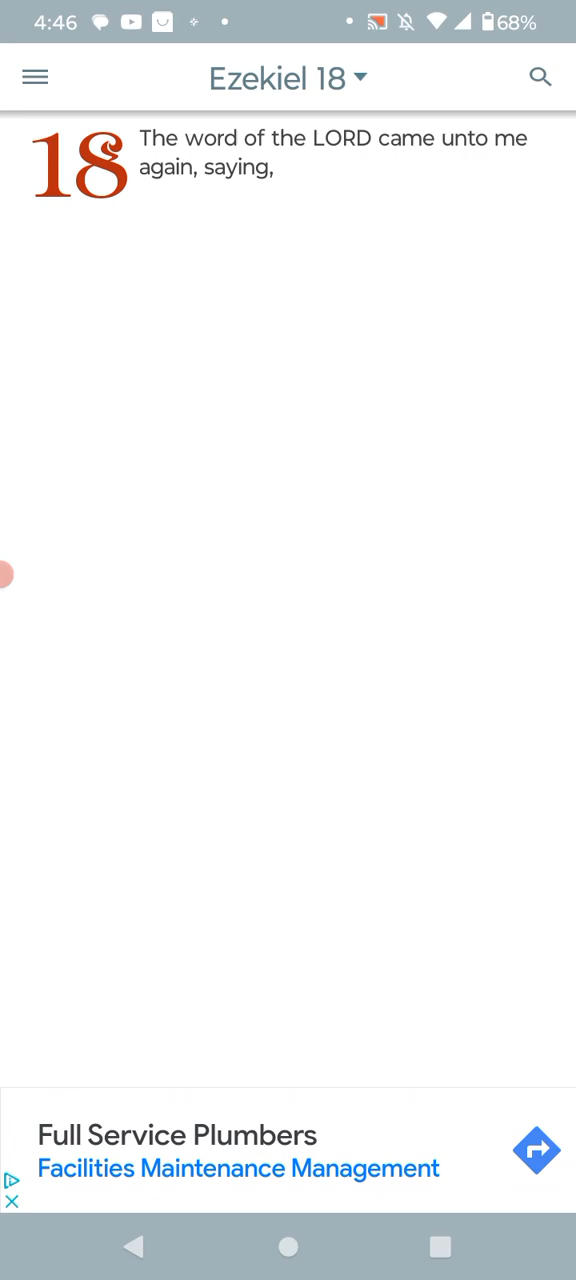 4:46
68%
Ezekiel 18
18 The word of the LORD came unto me
again, saying,
Full Service Plumbers
Facilities Maintenance Management